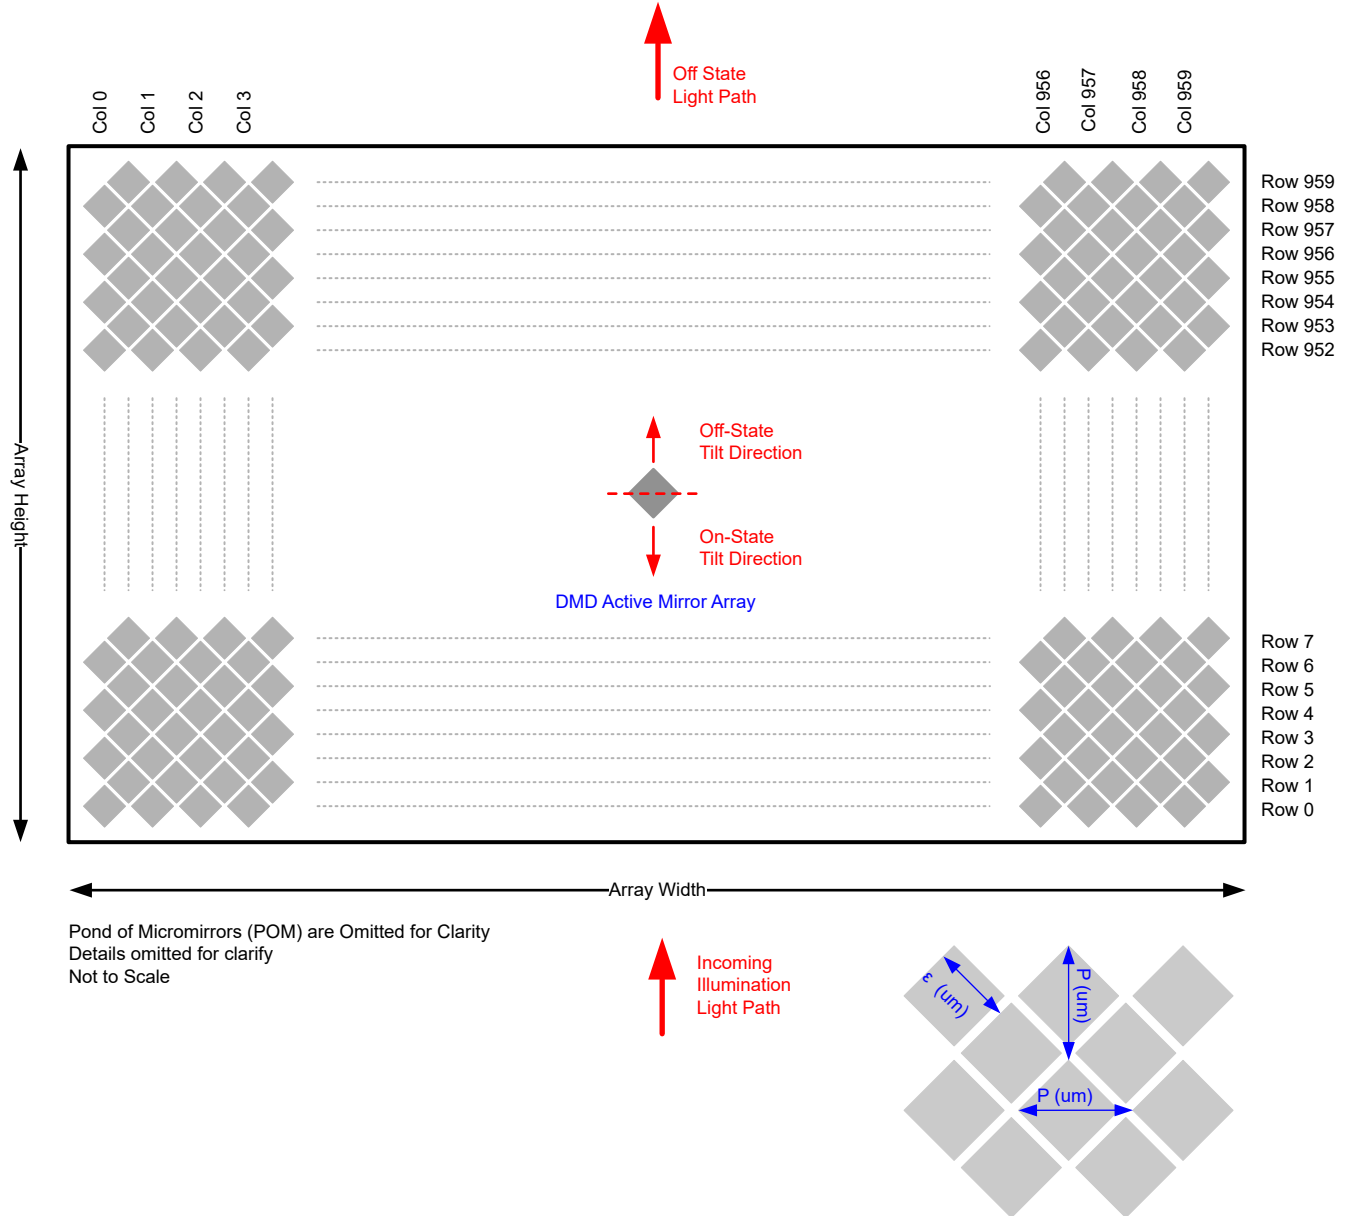 Off State
Light Path
Col 0
Col 1
Col 2
Col 3
Col 956
Col 957
Col 958
Col 959
Row 959
Row 958
Row 957
Row 956
Row 955
Row 954
Row 953
Row 952
Array Height
Off-State
Tilt Direction
On-State
Tilt Direction
DMD Active Mirror Array
Row 7
Row 6
Row 5
Row 4
Row 3
Row 2
Row 1
Row 0
Array Width
Pond of Micromirrors (POM) are Omitted for Clarity
Details omitted for clarify
Not to Scale
Incoming
Illumination
Light Path
ε (um)
P (um)
P (um)